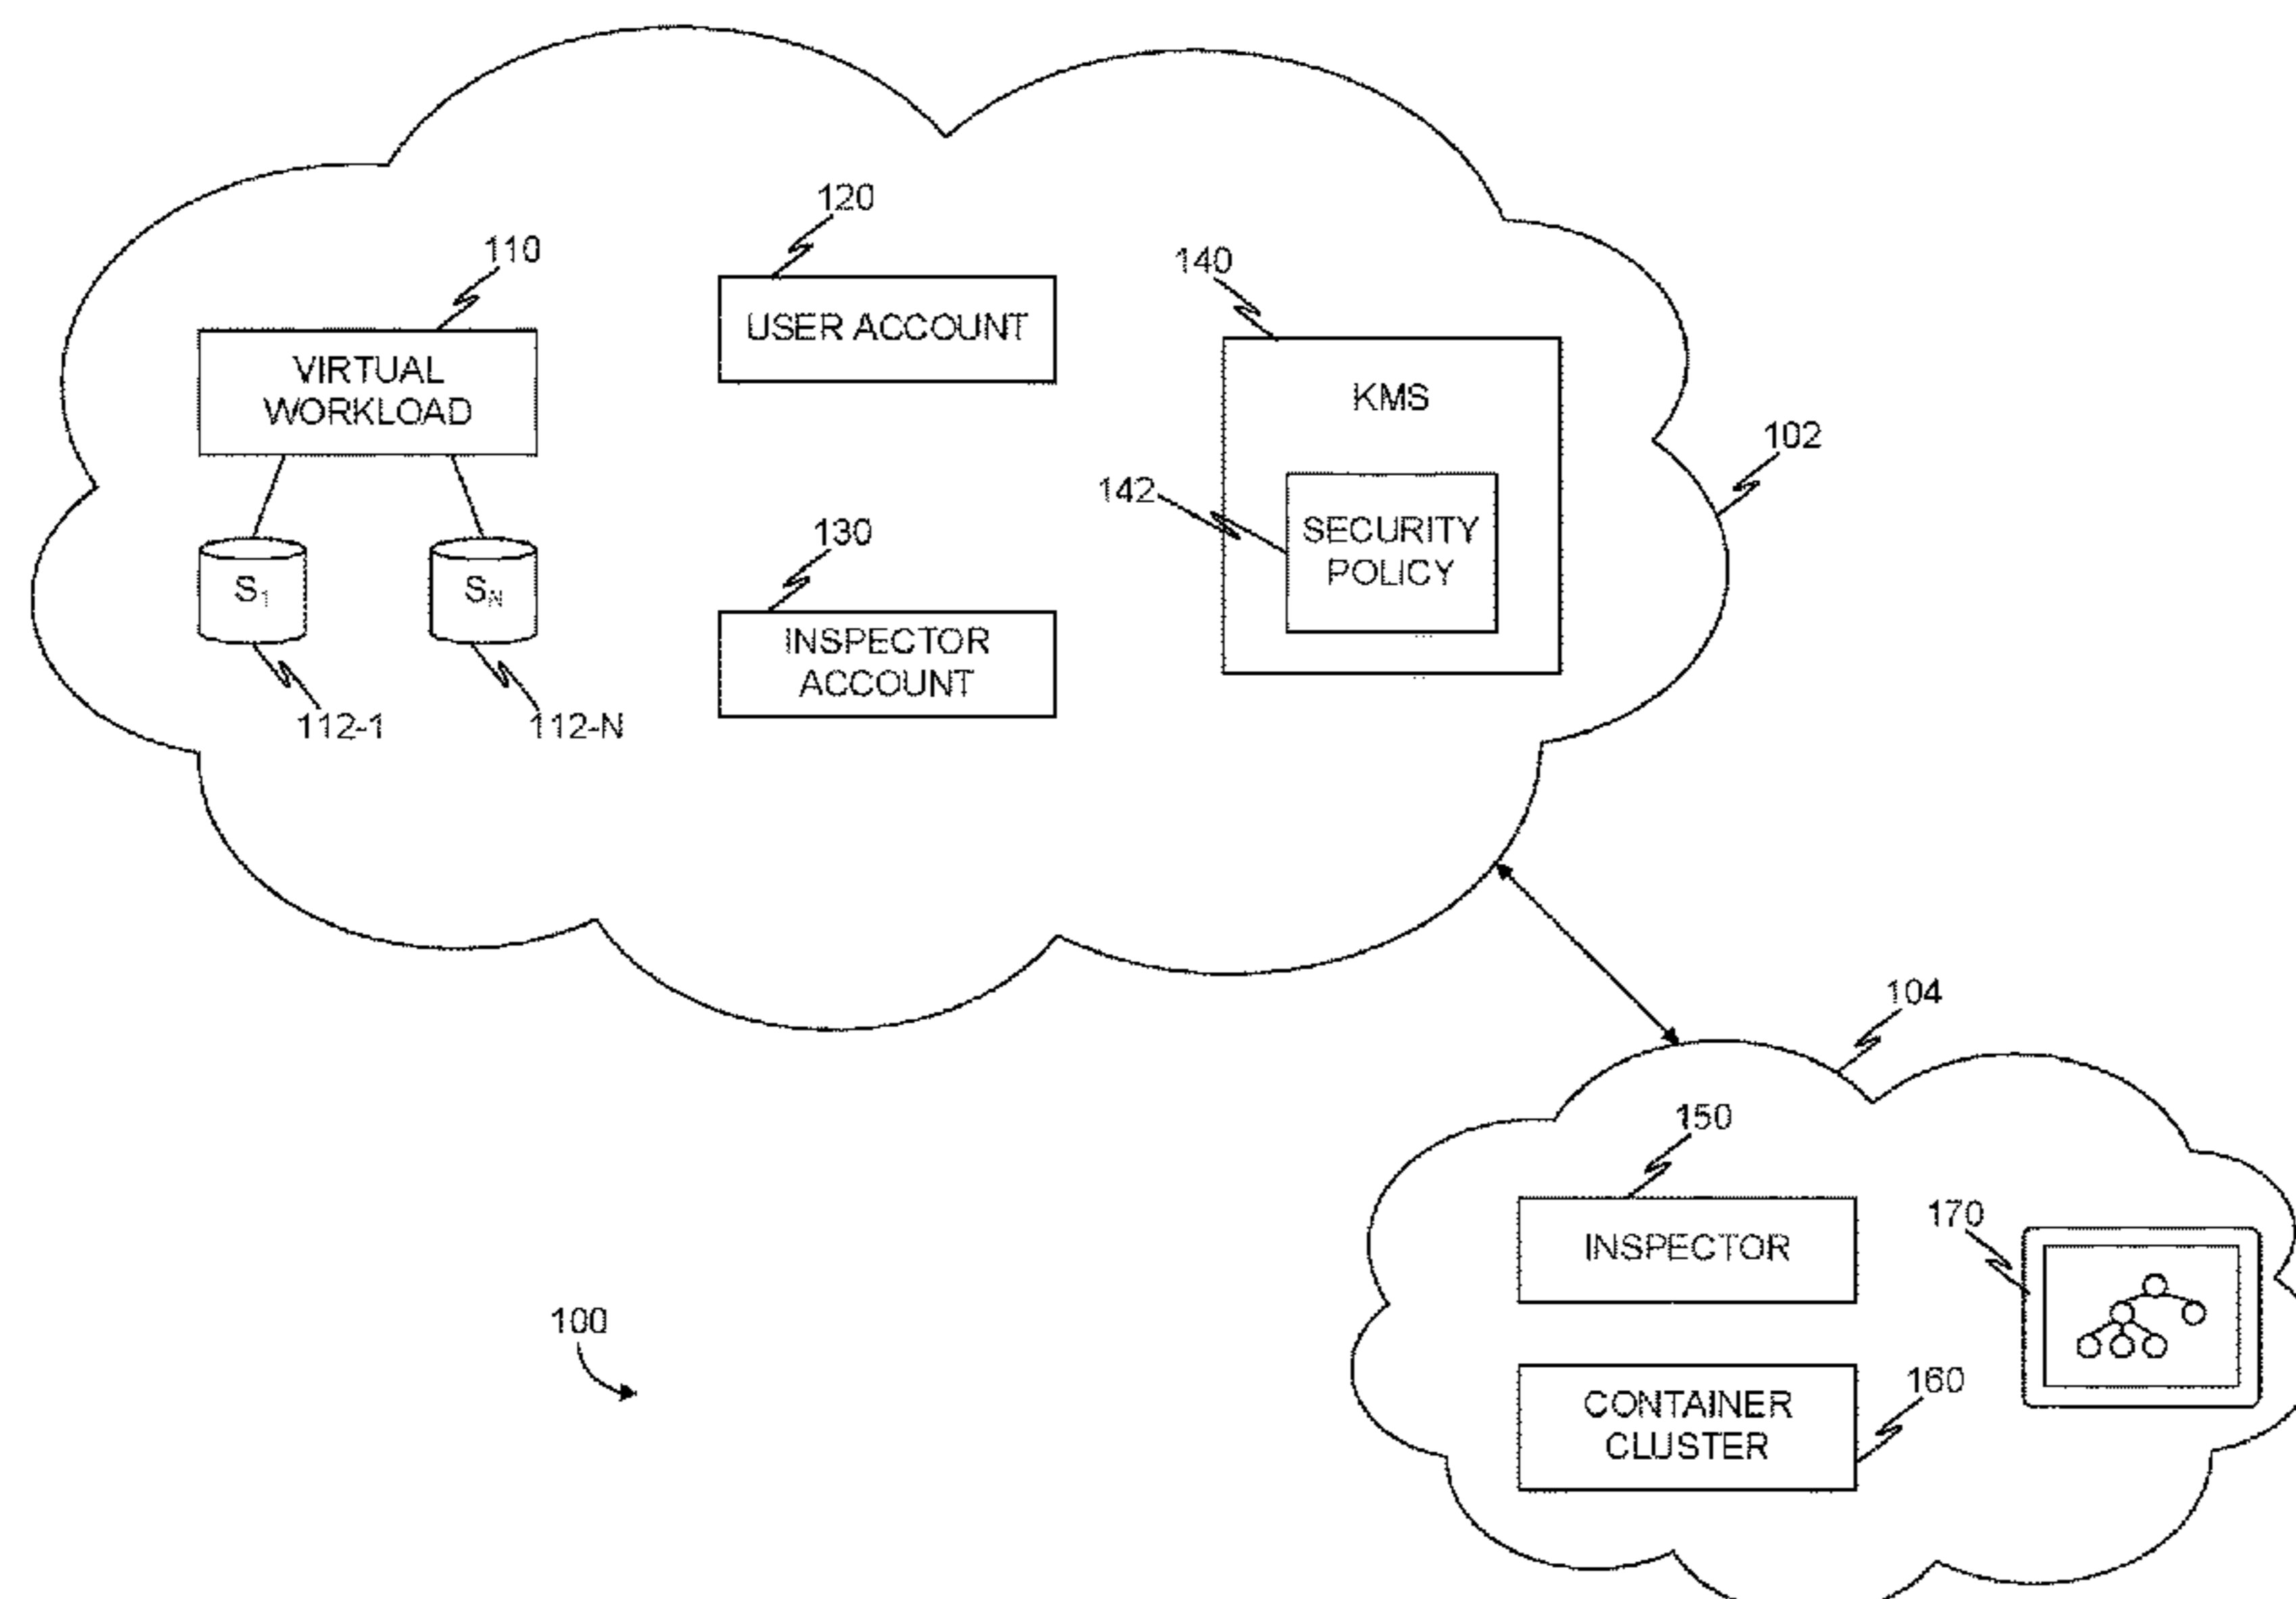 120
110
USER ACCOUNT
140
VIRTUAL
WORKLOAD
KMS
102
142
SECURITY
POLICY
130
S1
SN
INSPECTOR
ACCOUNT
112-1
112-N
104
150
170
INSPECTOR
100
160
CONTAINER
CLUSTER